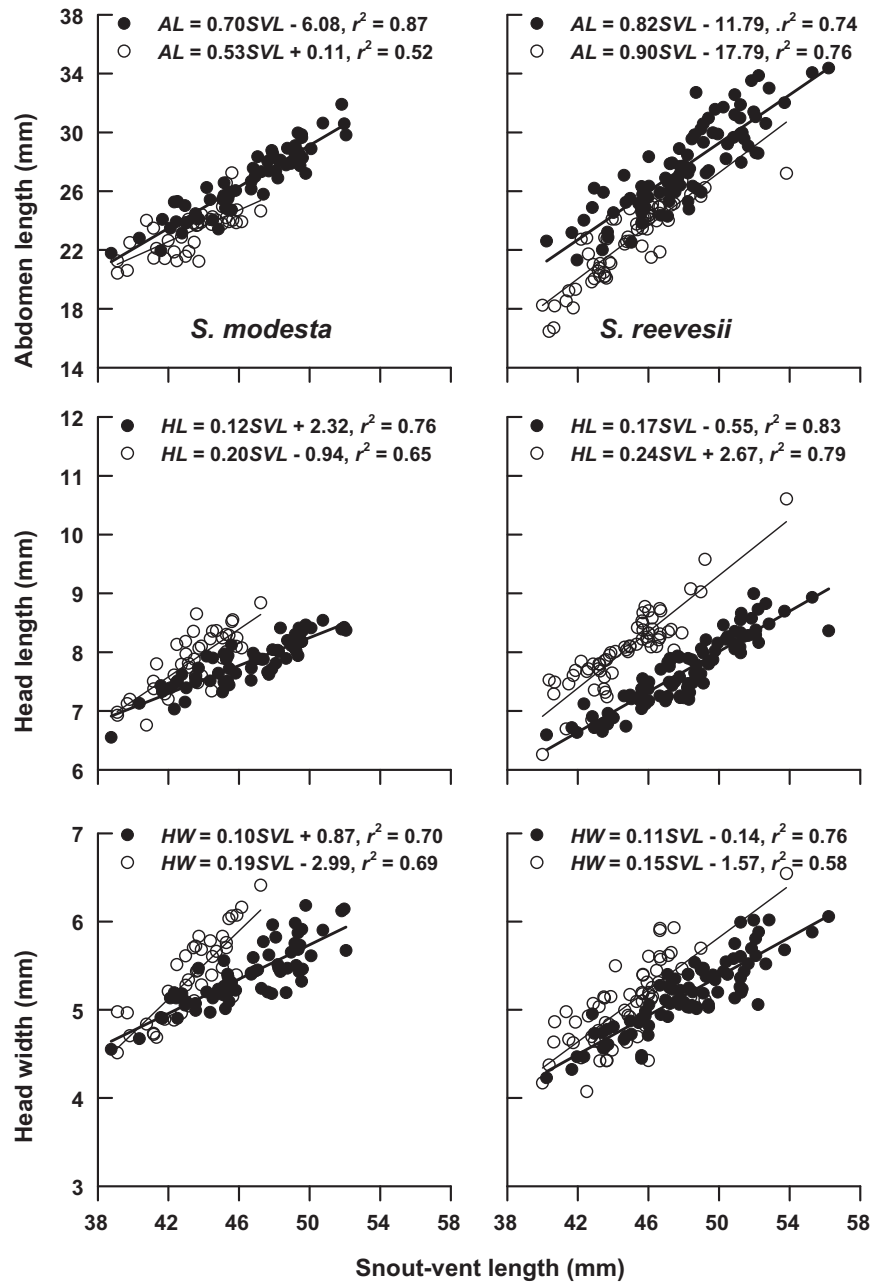 ● AL = 0.70SVL - 6.08, r² = 0.87
○ AL = 0.53SVL + 0.11, r² = 0.52
● AL = 0.82SVL - 11.79, .r² = 0.74
○ AL = 0.90SVL - 17.79, r² = 0.76
38
34
30
26
22
18
14
Abdomen length (mm)
S. modesta
S. reevesii
● HL = 0.12SVL + 2.32, r² = 0.76
○ HL = 0.20SVL - 0.94, r² = 0.65
● HL = 0.17SVL - 0.55, r² = 0.83
○ HL = 0.24SVL + 2.67, r² = 0.79
12
11
10
9
8
7
6
Head length (mm)
● HW = 0.10SVL + 0.87, r² = 0.70
○ HW = 0.19SVL - 2.99, r² = 0.69
● HW = 0.11SVL - 0.14, r² = 0.76
○ HW = 0.15SVL - 1.57, r² = 0.58
7
6
5
4
3
Head width (mm)
38 42 46 50 54 58
38 42 46 50 54 58
Snout-vent length (mm)